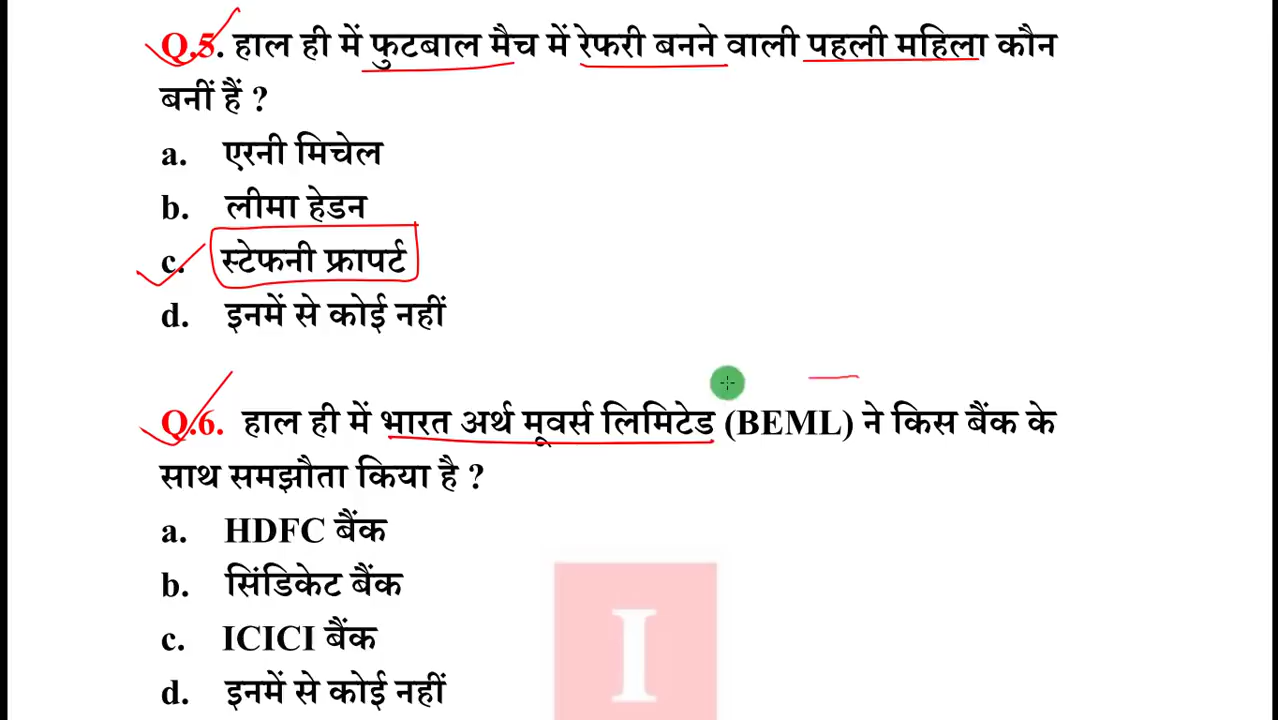 Q.5. हाल ही में फुटबाल मैच में रेफरी बनने वाली पहली महिला कौन
बनीं हैं ?
a. एरनी मिचेल
b. लीमा हेडन
c. स्टेफनी फ्रापर्ट
d. इनमें से कोई नहीं
Q.6. हाल ही में भारत अर्थ मूवर्स लिमिटेड (BEML) ने किस बैंक के
साथ समझौता किया है ?
a. HDFC बैंक
b. सिंडिकेट बैंक
c. ICICI बैंक
d. इनमें से कोई नहीं
I